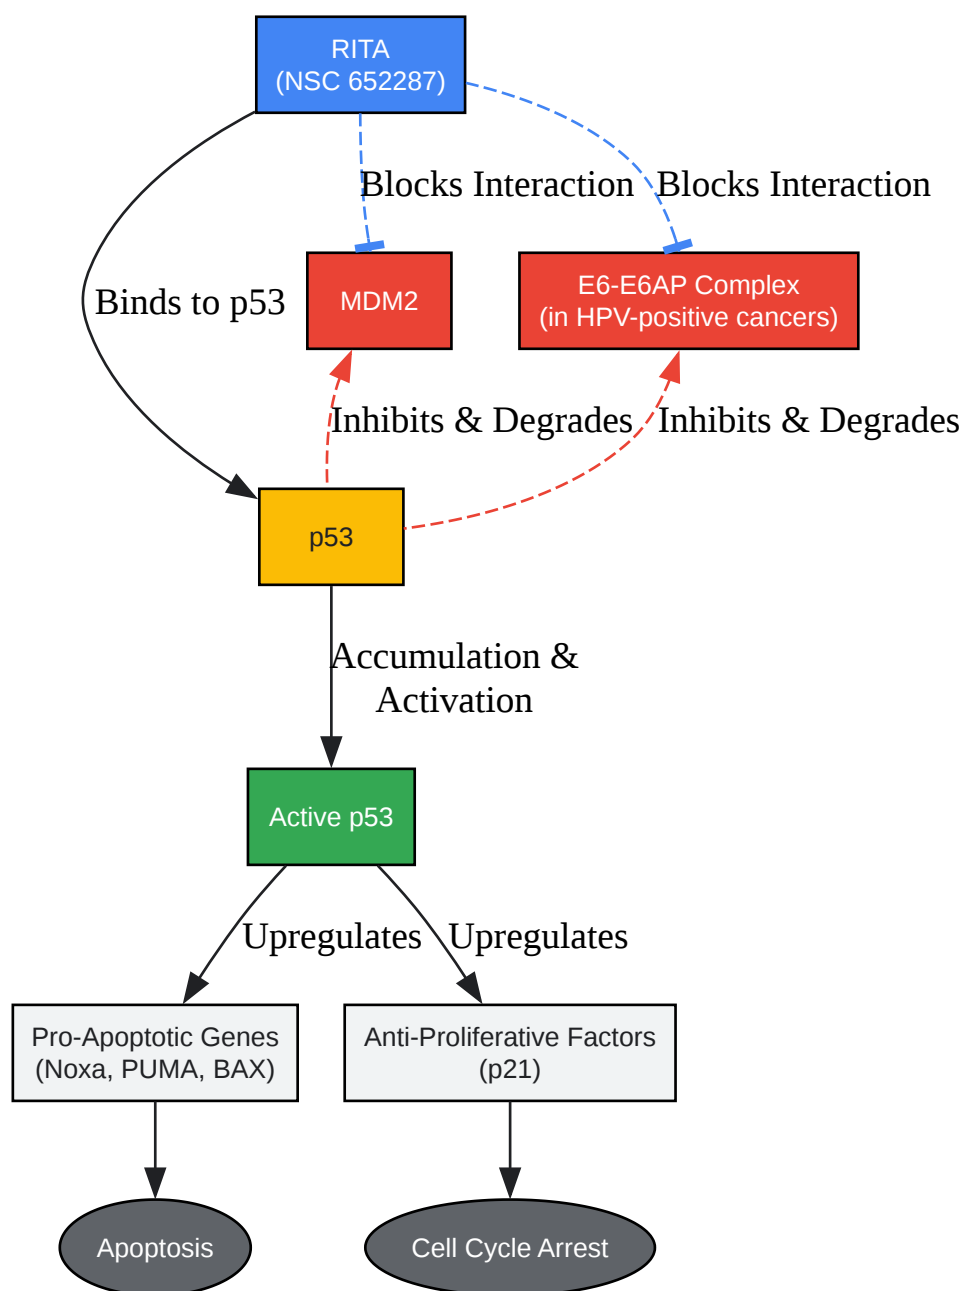 RITA
(NSC 652287)
Blocks Interaction
Blocks Interaction
Binds to p53
MDM2
E6-E6AP Complex
(in HPV-positive cancers)
Inhibits & Degrades
Inhibits & Degrades
p53
Accumulation &
Activation
Active p53
Upregulates
Upregulates
Pro-Apoptotic Genes
(Noxa, PUMA, BAX)
Anti-Proliferative Factors
(p21)
Apoptosis
Cell Cycle Arrest